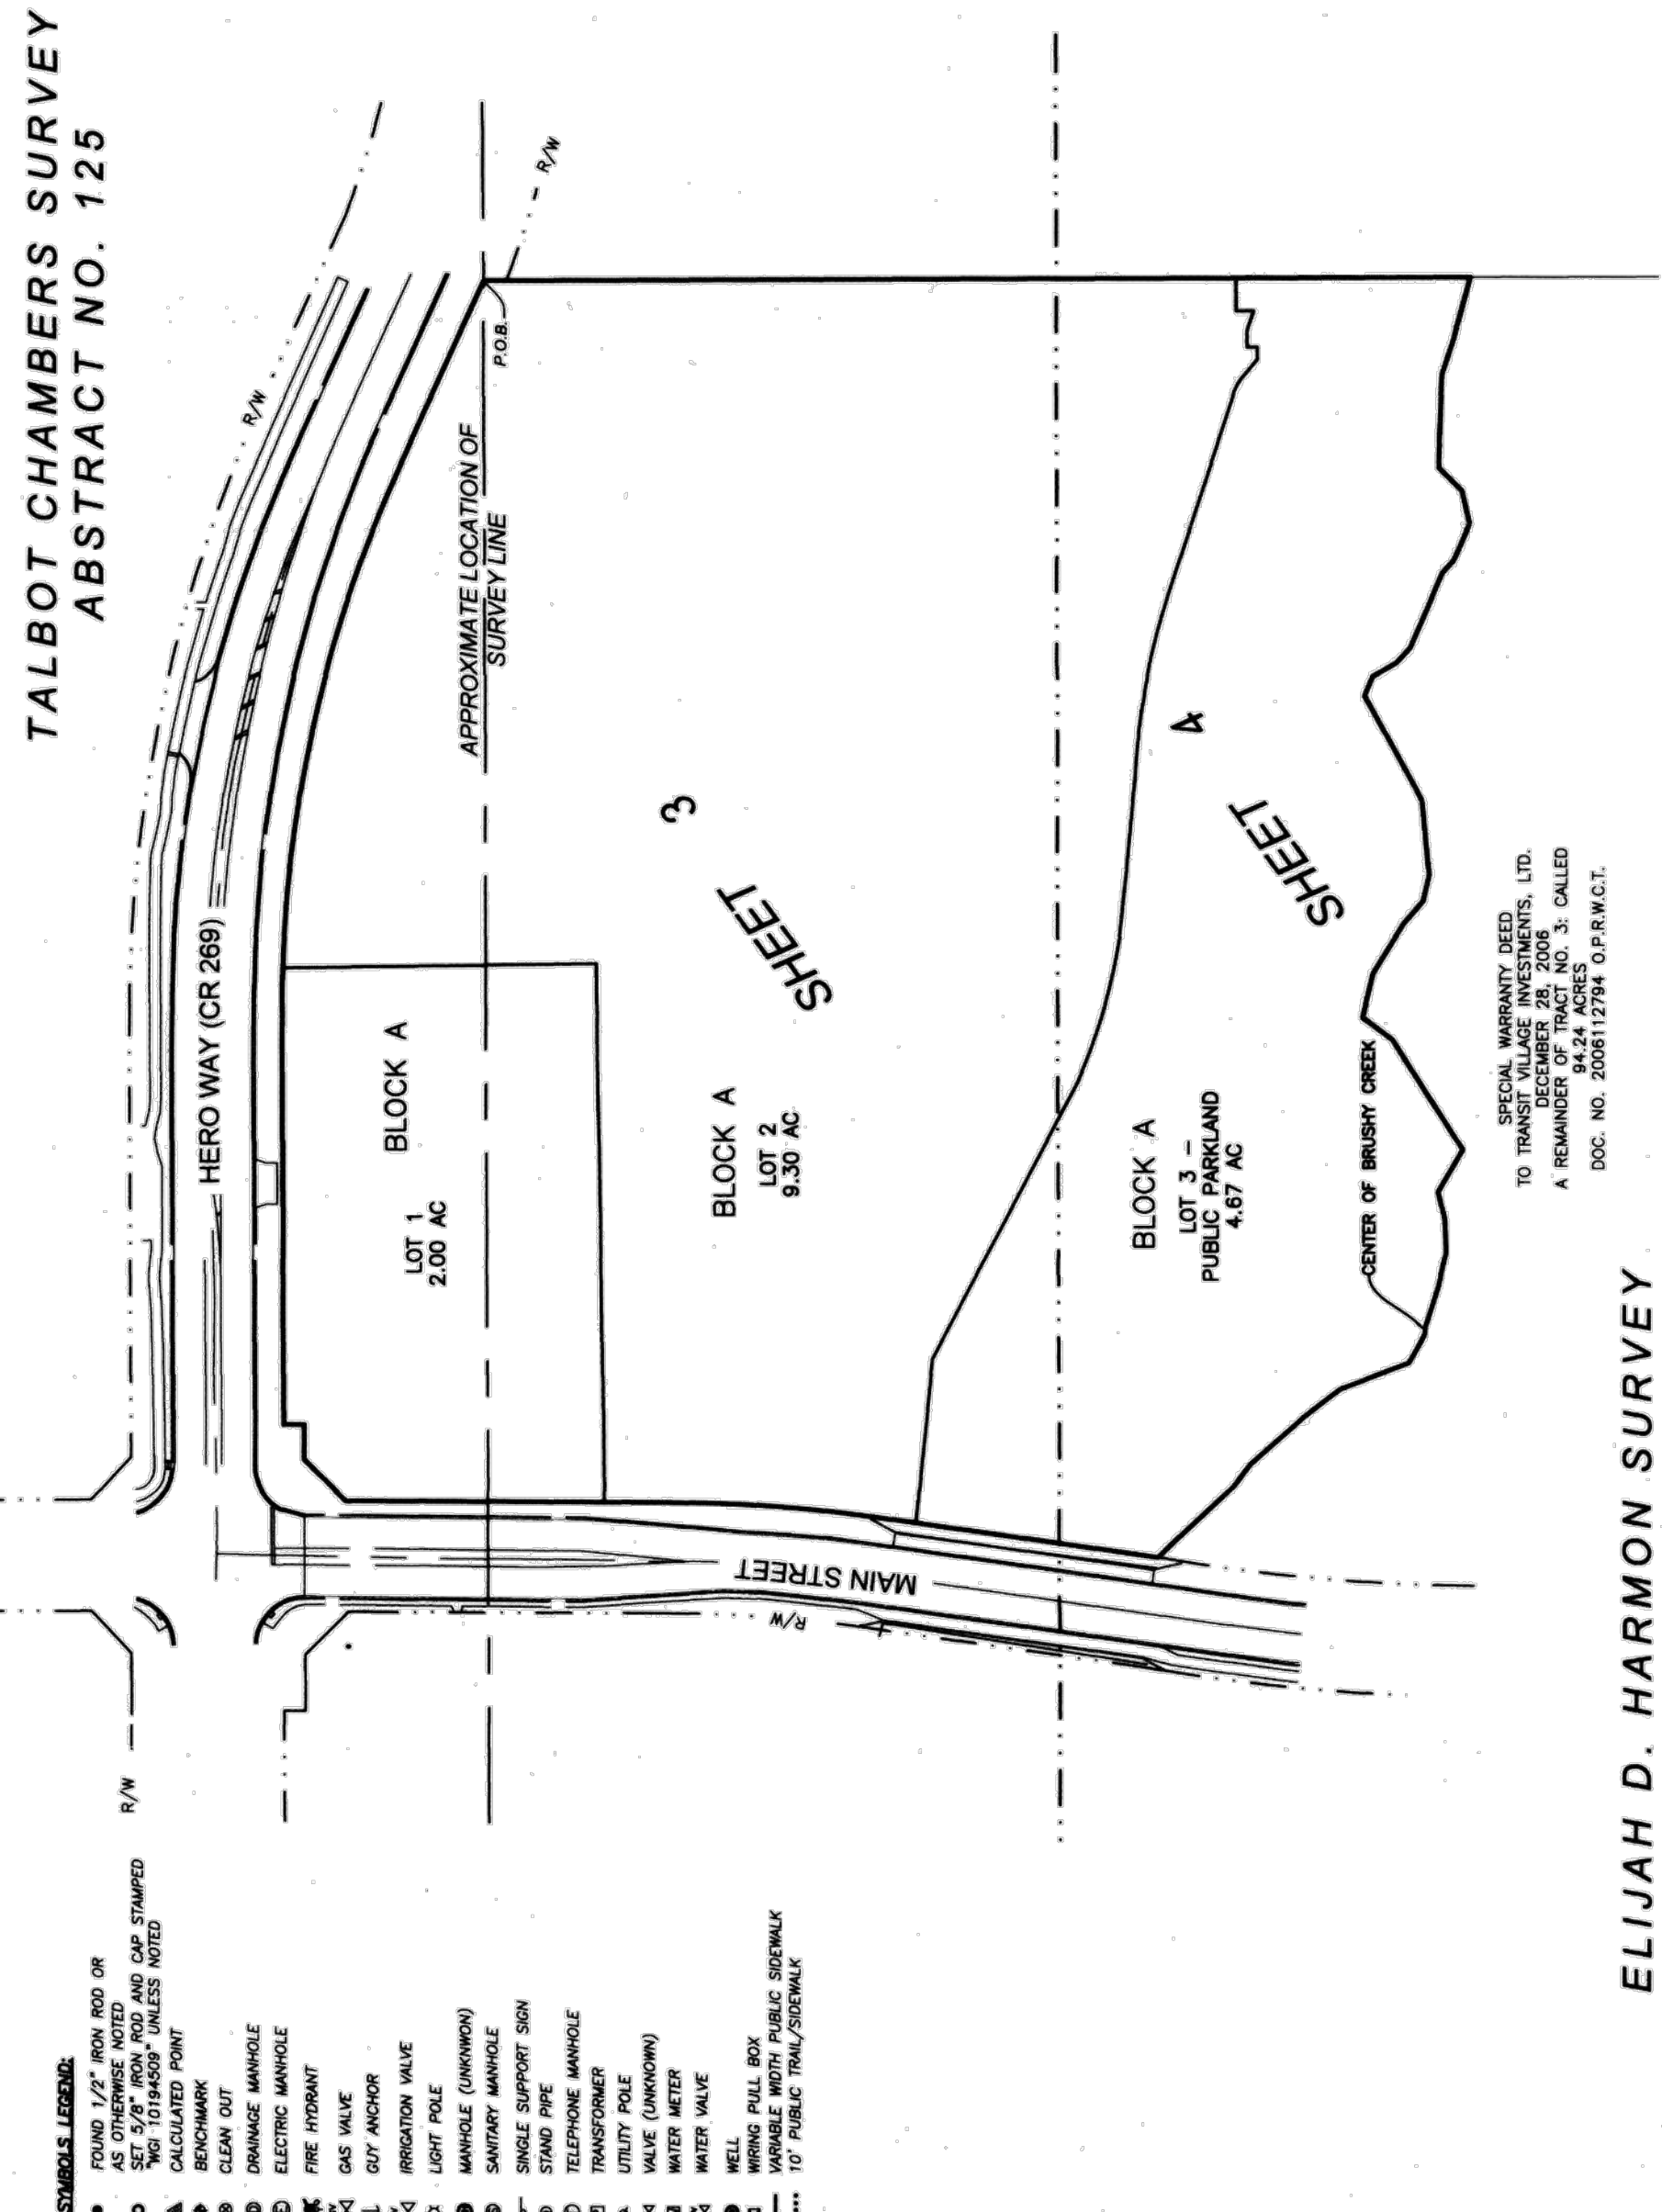 TALBOT CHAMBERS SURVEY
ABSTRACT NO. 125
R/W
R/W
R/W
HERO WAY (CR 269)
P.O.B.
APPROXIMATE LOCATION OF
SURVEY LINE
BLOCK A
LOT 1
2.00 AC
SHEET 3
BLOCK A
LOT 2
9.30 AC
MAIN STREET
R/W
SHEET 4
BLOCK A
LOT 3 -
PUBLIC PARKLAND
4.67 AC
CENTER OF BRUSHY CREEK
SPECIAL WARRANTY DEED
TO TRANSIT VILLAGE INVESTMENTS, LTD.
DECEMBER 28, 2006
A REMAINDER OF TRACT NO. 3: CALLED
94.24 ACRES
DOC. NO. 2006112794 O.P.R.W.C.T.
ELIJAH D. HARMON SURVEY
SYMBOLS LEGEND:
FOUND 1/2" IRON ROD OR
AS OTHERWISE NOTED
SET 5/8" IRON ROD AND CAP STAMPED
"WGI 10194509" UNLESS NOTED
CALCULATED POINT
BENCHMARK
CLEAN OUT
DRAINAGE MANHOLE
ELECTRIC MANHOLE
FIRE HYDRANT
GAS VALVE
GUY ANCHOR
IRRIGATION VALVE
LIGHT POLE
MANHOLE (UNKNWON)
SANITARY MANHOLE
SINGLE SUPPORT SIGN
STAND PIPE
TELEPHONE MANHOLE
TRANSFORMER
UTILITY POLE
VALVE (UNKNOWN)
WATER METER
WATER VALVE
WELL
WIRING PULL BOX
VARIABLE WIDTH PUBLIC SIDEWALK
10' PUBLIC TRAIL/SIDEWALK